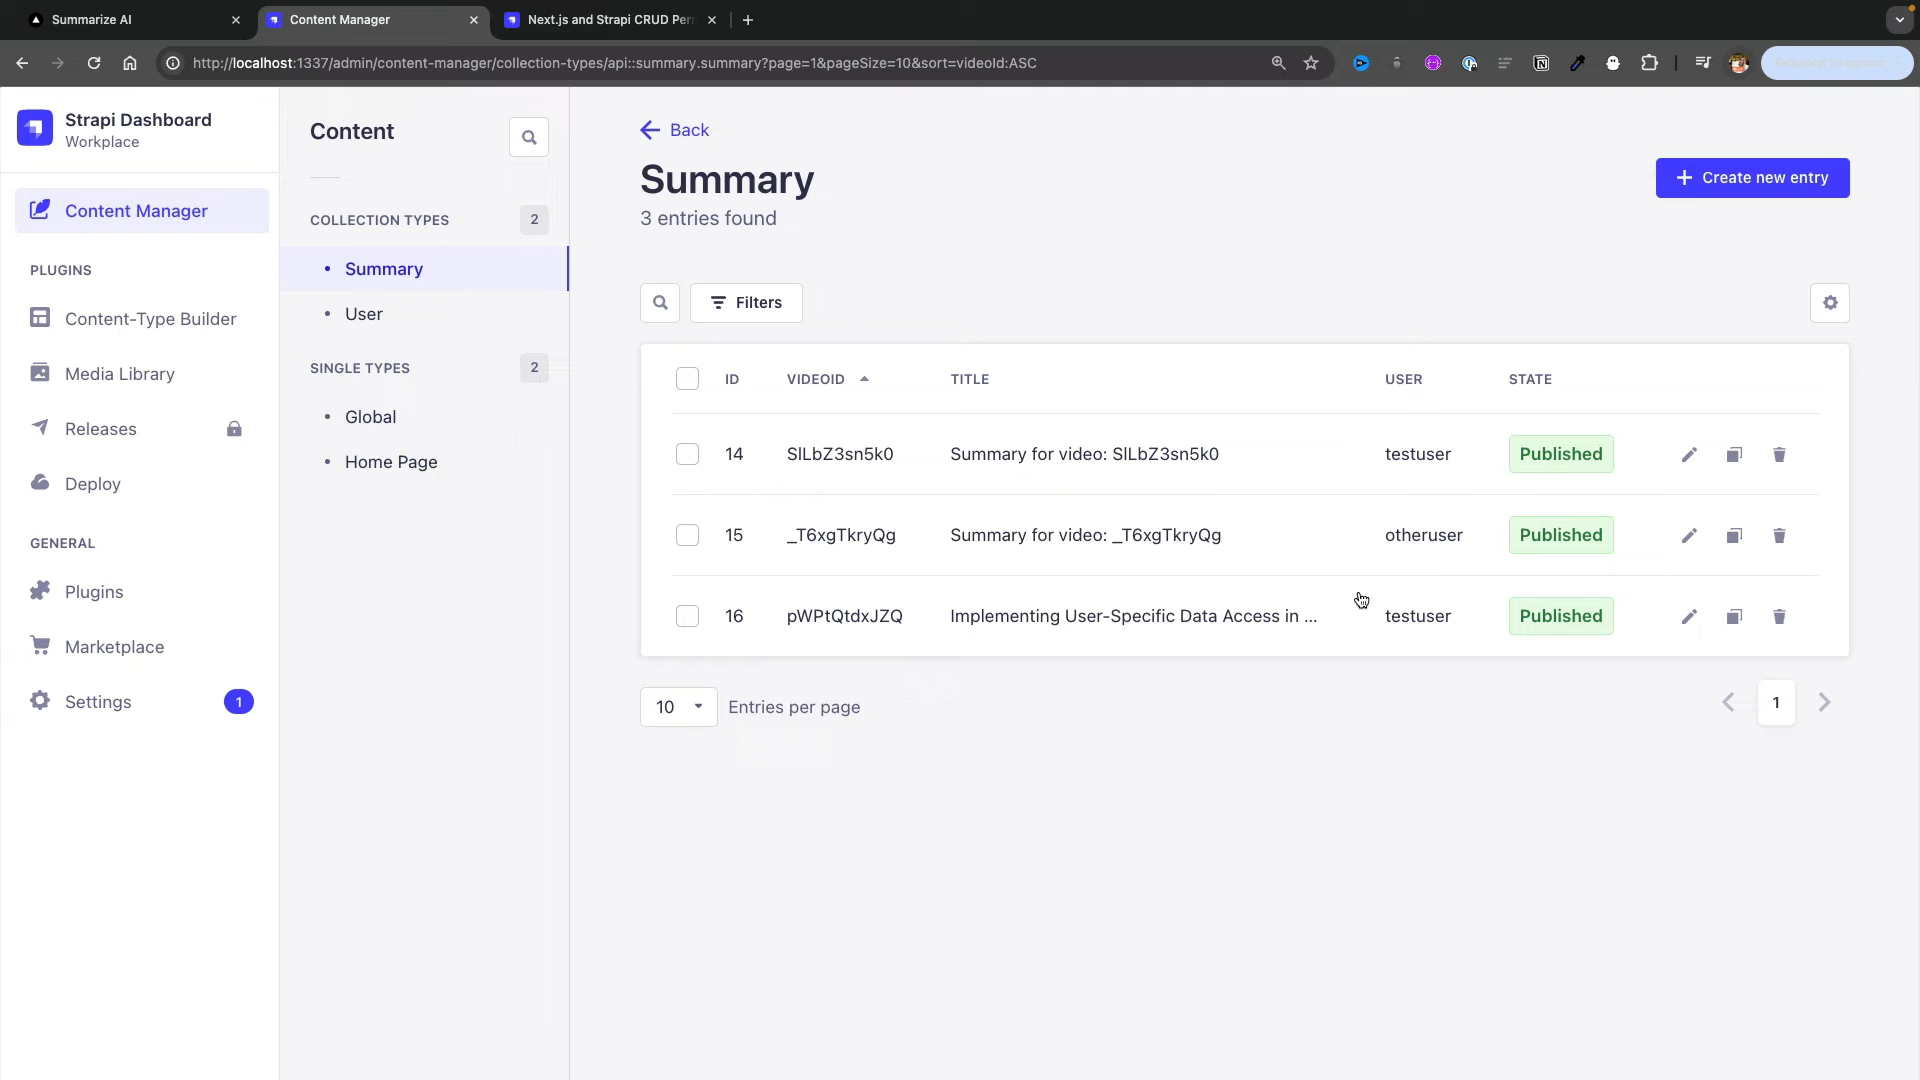 Summarize AI
Content Manager
Next.js and Strapi CRUD Per
http://localhost:1337/admin/content-manager/collection-types/api::summary.summary?page=1&pageSize=10&sort=videoId:ASC
Strapi Dashboard
Workplace
Content Manager
PLUGINS
Content-Type Builder
Media Library
Releases
Deploy
GENERAL
Plugins
Marketplace
Settings
1
Content
COLLECTION TYPES
2
Summary
User
SINGLE TYPES
2
Global
Home Page
Back
Summary
3 entries found
Create new entry
Filters
ID VIDEOID TITLE USER STATE
14 SlLbZ3sn5k0 Summary for video: SlLbZ3sn5k0 testuser Published
15 _T6xgTkryQg Summary for video: _T6xgTkryQg otheruser Published
16 pWPtQtdxJZQ Implementing User-Specific Data Access in ... testuser Published
10 Entries per page
1